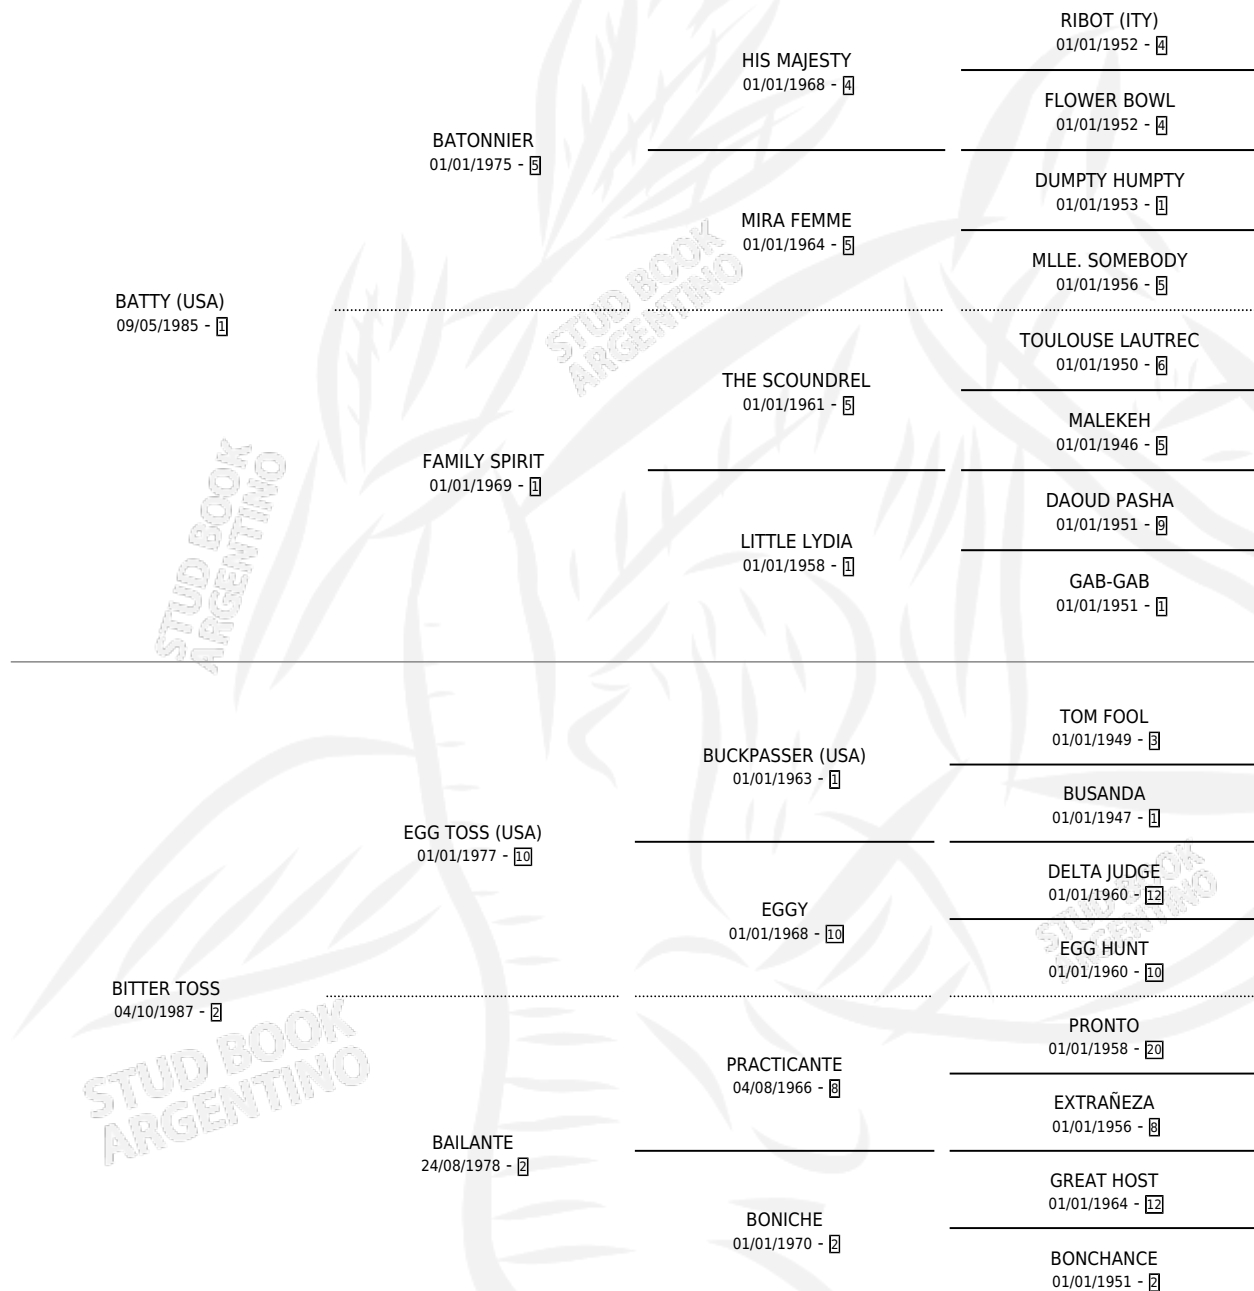 RIBOT (ITY)
01/01/1952 - 4
HIS MAJESTY
01/01/1968 - 4
FLOWER BOWL
01/01/1952 - 4
BATONNIER
01/01/1975 - 5
DUMPTY HUMPTY
01/01/1953 - 1
MIRA FEMME
01/01/1964 - 5
MLLE. SOMEBODY
01/01/1956 - 5
BATTY (USA)
09/05/1985 - 1
STUD BOOK
ARGENTINO
TOULOUSE LAUTREC
01/01/1950 - 6
THE SCOUNDREL
01/01/1961 - 5
MALEKEH
01/01/1946 - 5
FAMILY SPIRIT
01/01/1969 - 1
DAOUD PASHA
01/01/1951 - 9
LITTLE LYDIA
01/01/1958 - 1
GAB-GAB
01/01/1951 - 1
STUD BOOK
ARGENTINO
TOM FOOL
01/01/1949 - 3
BUCKPASSER (USA)
01/01/1963 - 1
BUSANDA
01/01/1947 - 1
EGG TOSS (USA)
01/01/1977 - 10
DELTA JUDGE
01/01/1960 - 12
EGGY
01/01/1968 - 10
STUD BOOK
ARGENTINO
EGG HUNT
01/01/1960 - 10
BITTER TOSS
04/10/1987 - 2
PRONTO
01/01/1958 - 20
PRACTICANTE
04/08/1966 - 8
STUD BOOK
ARGENTINO
EXTRAÑEZA
01/01/1956 - 8
BAILANTE
24/08/1978 - 2
GREAT HOST
01/01/1964 - 12
BONICHE
01/01/1970 - 2
BONCHANCE
01/01/1951 - 2